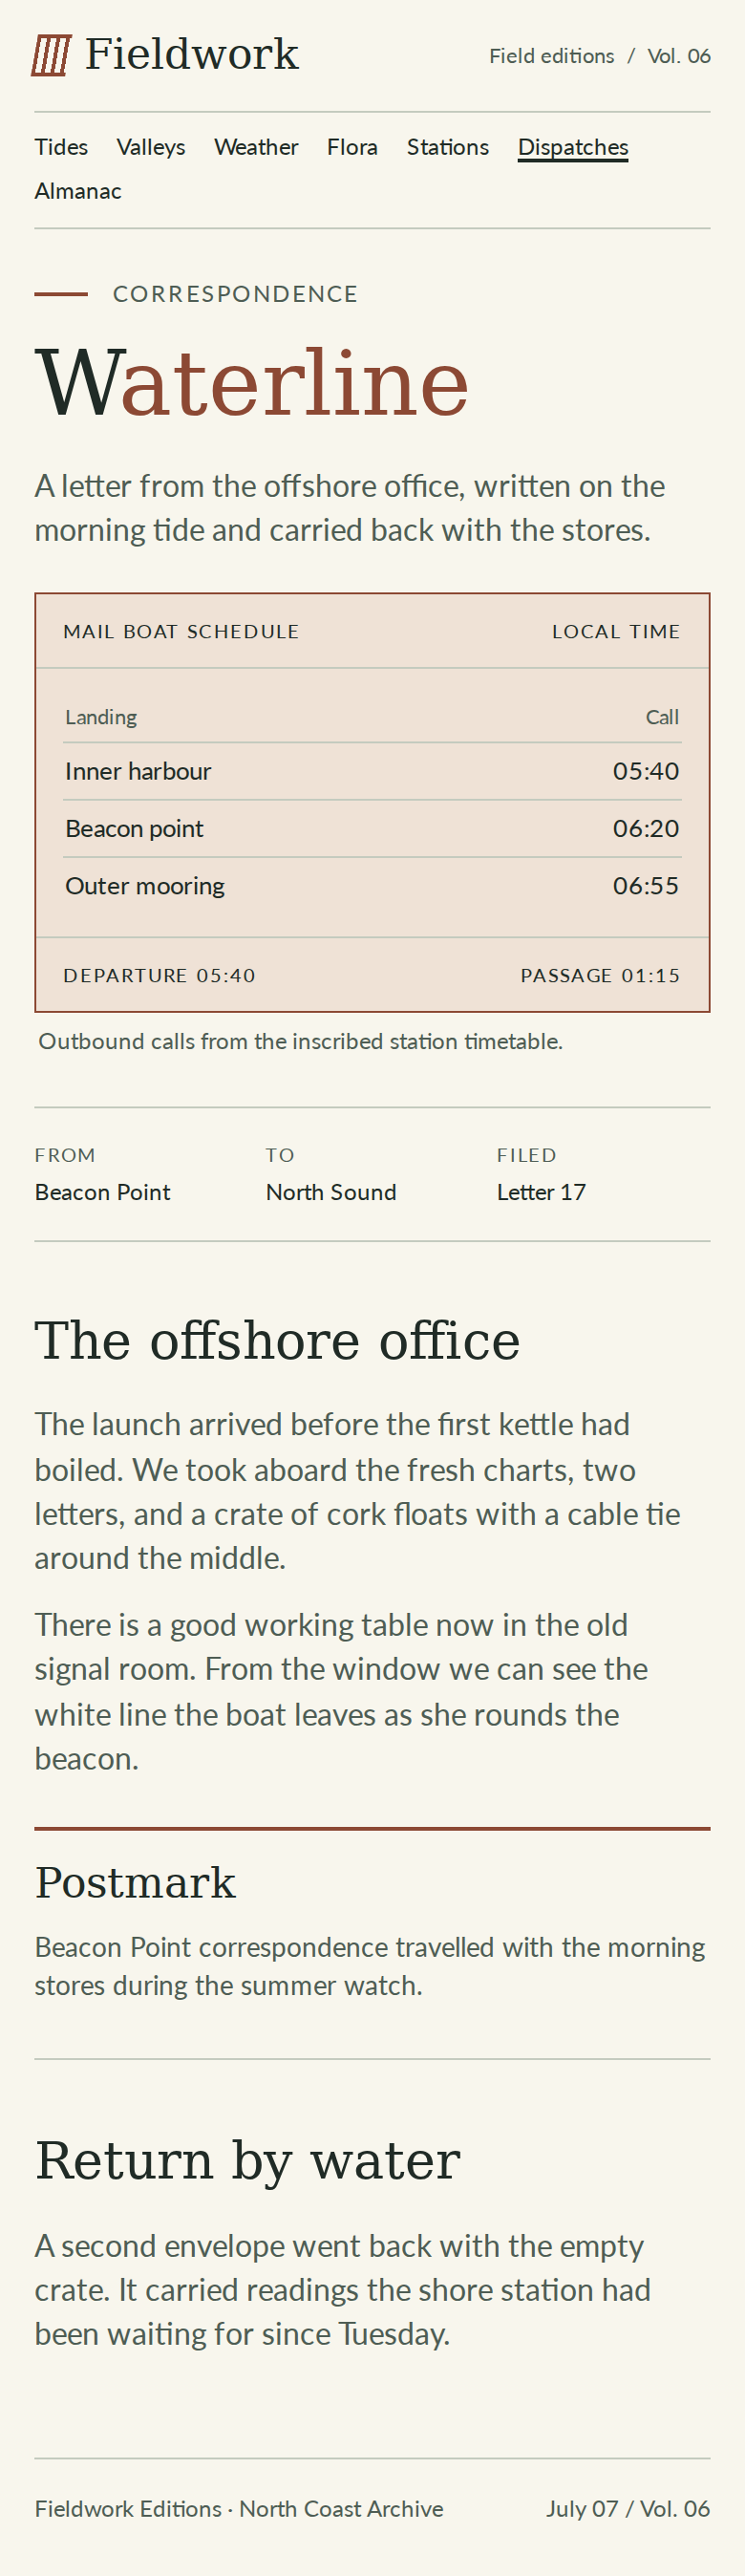 Fieldwork
Field editions / Vol. 06
Tides Valleys Weather Flora Stations Dispatches
Almanac
CORRESPONDENCE
Waterline
A letter from the offshore office, written on the
morning tide and carried back with the stores.
MAIL BOAT SCHEDULE LOCAL TIME
Landing Call
Inner harbour 05:40
Beacon point 06:20
Outer mooring 06:55
DEPARTURE 05:40 PASSAGE 01:15
Outbound calls from the inscribed station timetable.
FROM TO FILED
Beacon Point North Sound Letter 17
The offshore office
The launch arrived before the first kettle had
boiled. We took aboard the fresh charts, two
letters, and a crate of cork floats with a cable tie
around the middle.
There is a good working table now in the old
signal room. From the window we can see the
white line the boat leaves as she rounds the
beacon.
Postmark
Beacon Point correspondence travelled with the morning
stores during the summer watch.
Return by water
A second envelope went back with the empty
crate. It carried readings the shore station had
been waiting for since Tuesday.
Fieldwork Editions · North Coast Archive July 07 / Vol. 06